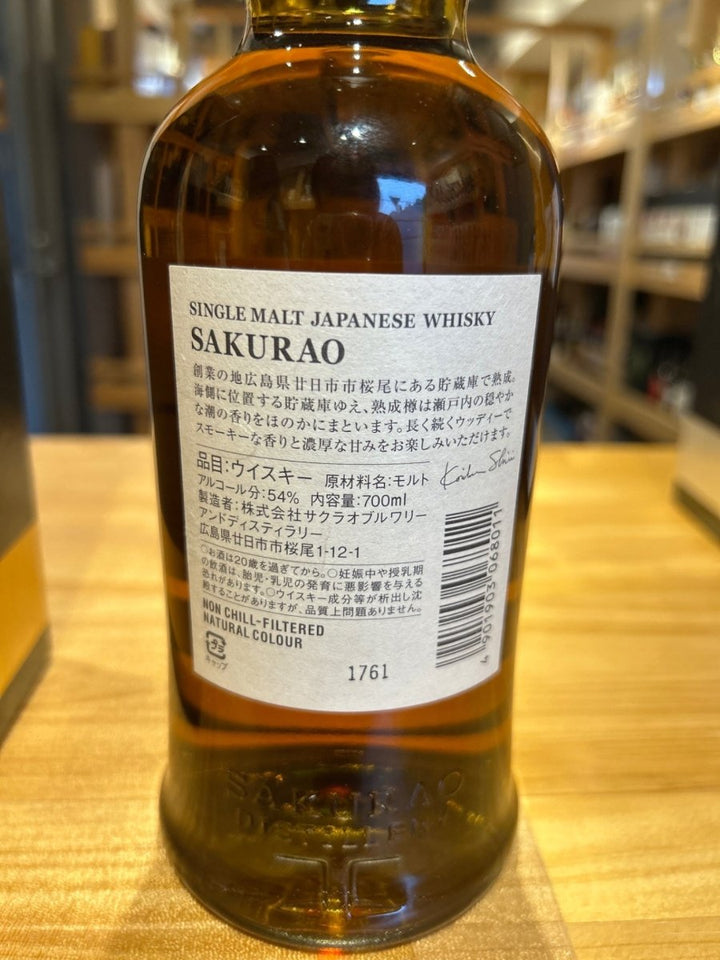 SINGLE MALT JAPANESE WHISKY
SAKURAO
創業の地広島県廿日市市桜尾にある貯蔵庫で熟成。
海側に位置する貯蔵庫ゆえ、熟成樽は瀬戸内の穏やか
な潮の香りをほのかにまといます。長く続くウッディーで
スモーキーな香りと濃厚な甘みをお楽しみいただけます。
品目:ウイスキー 原材料名:モルト
アルコール分:54% 内容量:700ml
製造者:株式会社サクラオブルワリー
アンドディスティラリー
広島県廿日市市桜尾1-12-1
○お酒は20歳を過ぎてから。○妊娠中や授乳期
の飲酒は、胎児・乳児の発育に悪影響を与える
恐れがあります。○ウイスキー成分等が析出し沈
殿することがありますが、品質上問題ありません。
NON CHILL-FILTERED
NATURAL COLOUR
プラ
キャップ
1761
4 901903 068011
SAKURAO
DISTILLERY